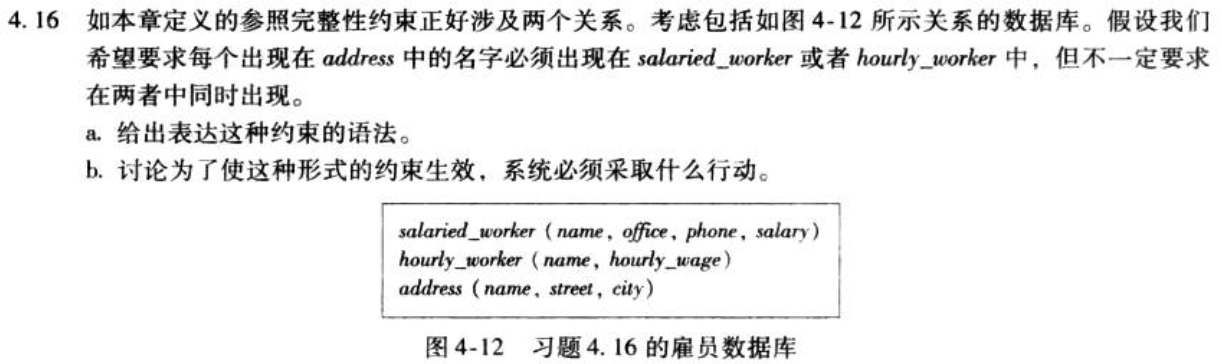 4. 16 如本章定义的参照完整性约束正好涉及两个关系。考虑包括如图 4-12 所示关系的数据库。假设我们
希望要求每个出现在 address 中的名字必须出现在 salaried_worker 或者 hourly_worker 中，但不一定要求
在两者中同时出现。
a. 给出表达这种约束的语法。
b. 讨论为了使这种形式的约束生效，系统必须采取什么行动。
salaried_worker ( name, office, phone, salary )
hourly_worker ( name, hourly_wage )
address ( name, street, city )
图 4-12 习题 4. 16 的雇员数据库